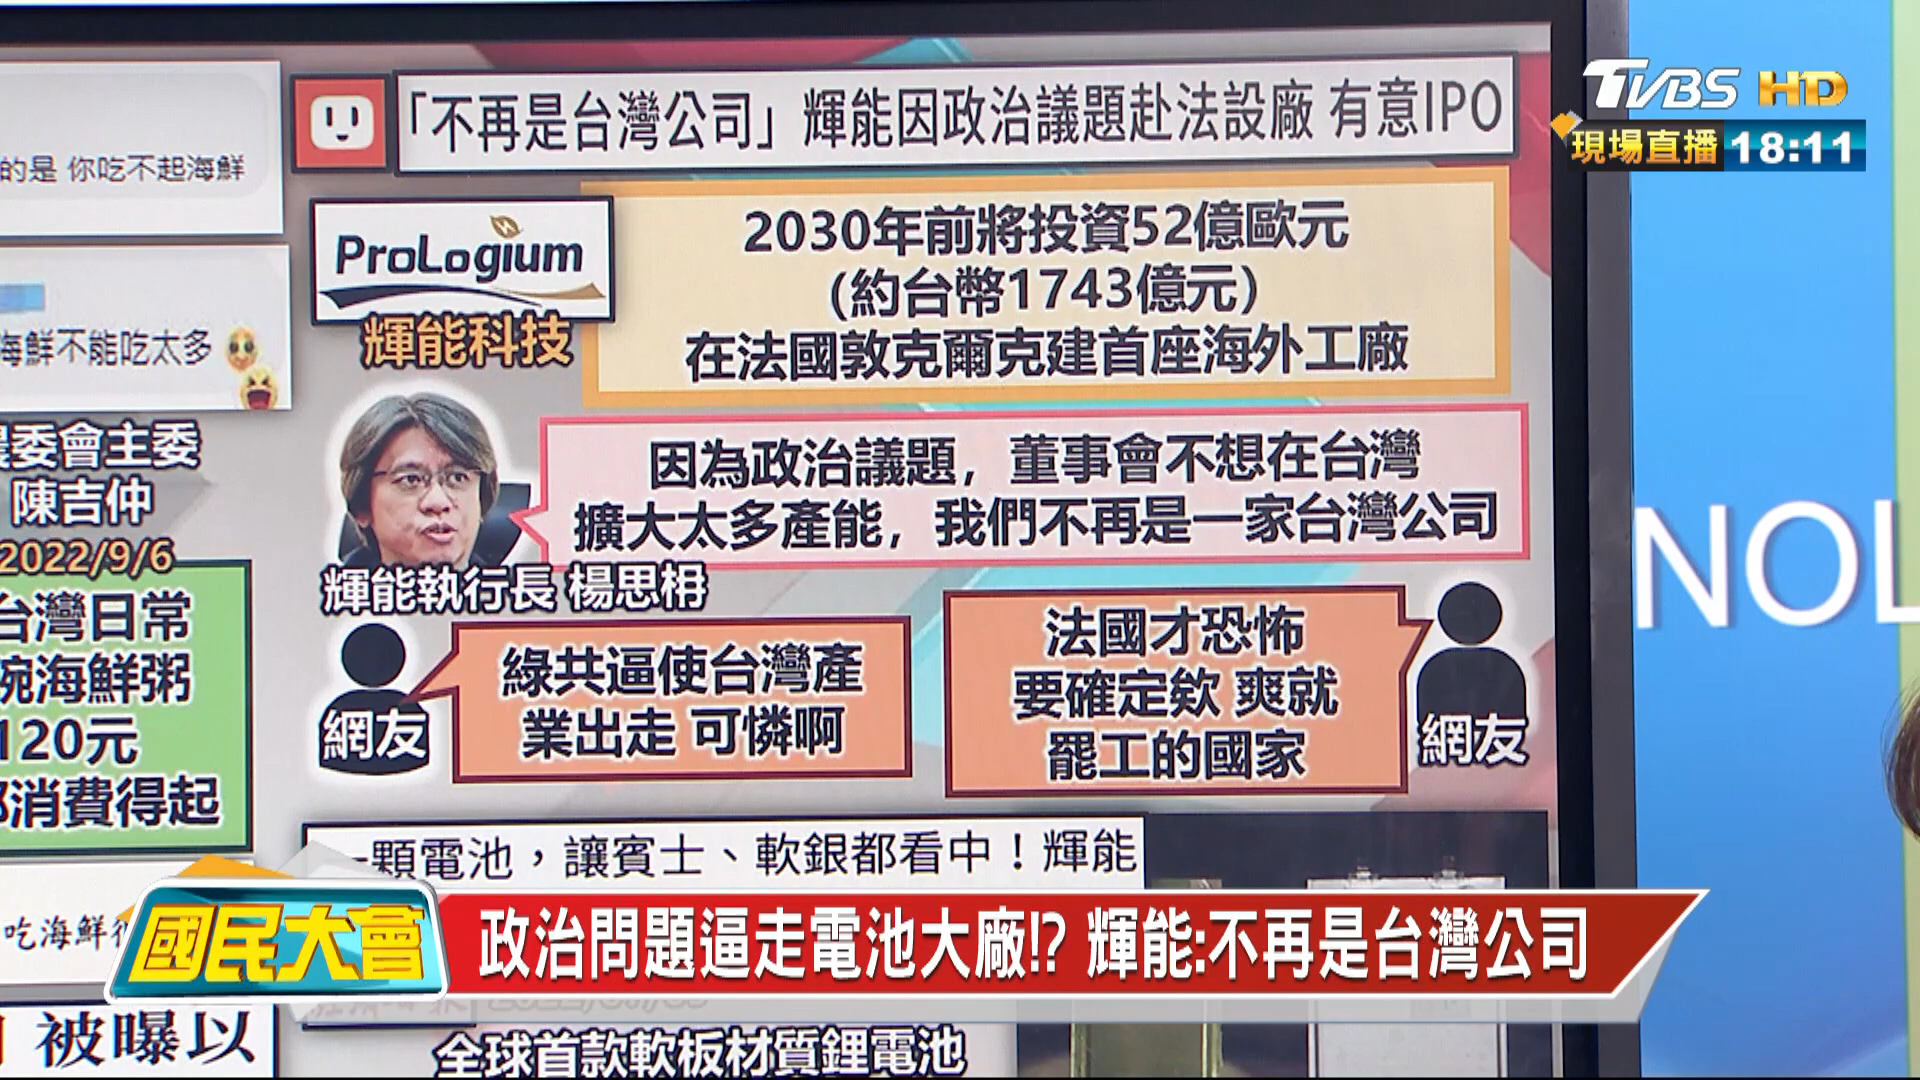 TVBS HD
現場直播 18:11
「不再是台灣公司」輝能因政治議題赴法設廠 有意IPO
ProLogium
輝能科技
2030年前將投資52億歐元
(約台幣1743億元)
在法國敦克爾克建首座海外工廠
因為政治議題，董事會不想在台灣
擴大太多產能，我們不再是一家台灣公司
輝能執行長 楊思枏
網友
綠共逼使台灣產
業出走 可憐啊
法國才恐怖
要確定欸 爽就
罷工的國家
網友
一顆電池，讓賓士、軟銀都看中！輝能
全球首款軟板材質鋰電池
的是 你吃不起海鮮
海鮮不能吃太多
農委會主委
陳吉仲
2022/9/6
台灣日常
碗海鮮粥
120元
都消費得起
吃海鮮
被曝以
NOL
國民大會
政治問題逼走電池大廠!? 輝能:不再是台灣公司